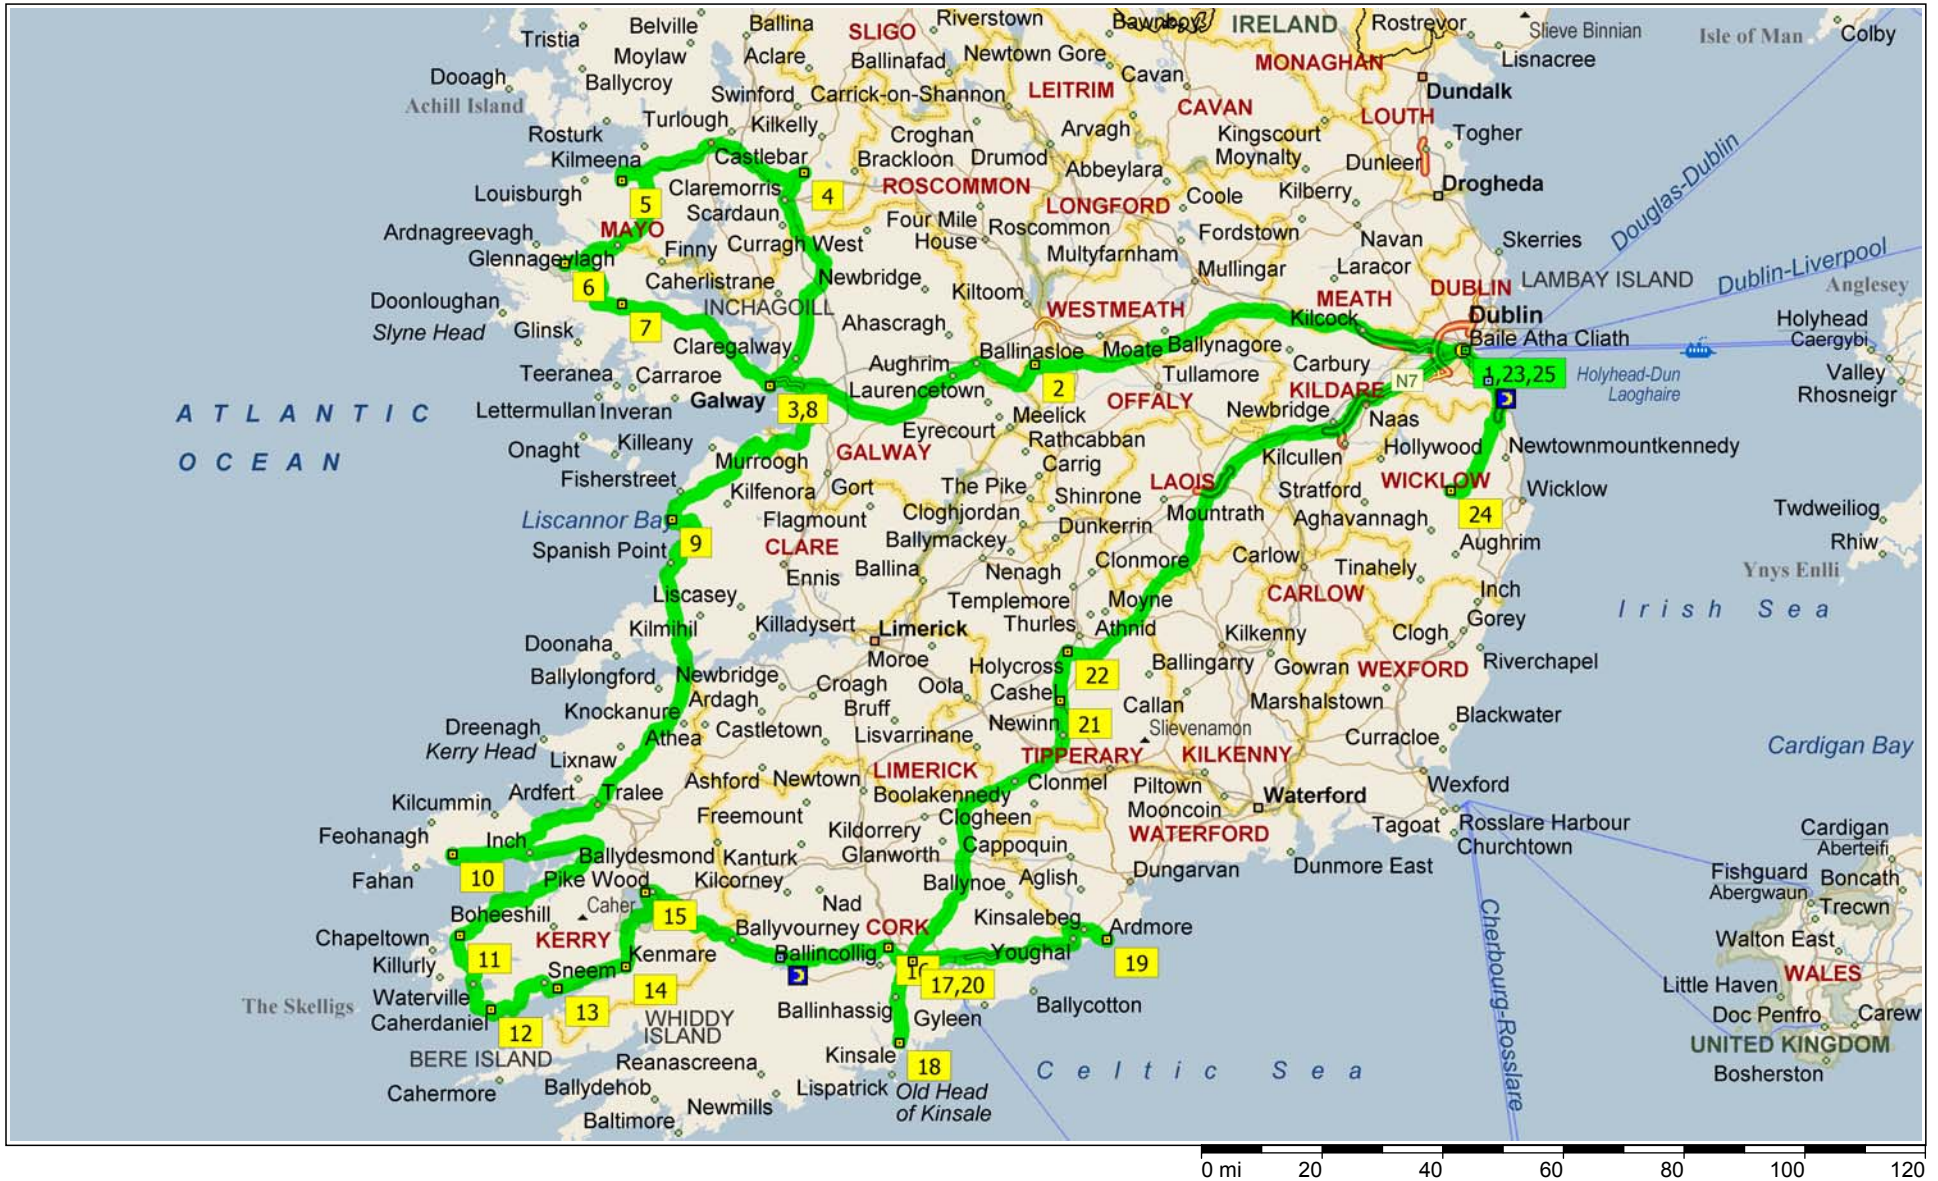 Belville
Ballina
SLIGO
Riverstown
Bawnboy
IRELAND
Rostrevor
Slieve Binnian
Isle of Man
Colby
Tristia
Moylaw
Aclare
Ballinafad
Newtown Gore
MONAGHAN
Lisnacree
Dooagh
Ballycroy
Cavan
Achill Island
Swinford
Carrick-on-Shannon
LEITRIM
CAVAN
Dundalk
Rosturk
Turlough
Kilkelly
Croghan
Arvagh
Kingscourt
LOUTH
Togher
Kilmeena
Castlebar
Brackloon
Drumod
Abbeylara
Moynalty
Dunleer
Louisburgh
Claremorris
4
ROSCOMMON
Coole
Kilberry
Drogheda
5
Scardaun
Four Mile
House
LONGFORD
Roscommon
Ardnagreevagh
MAYO
Finny
Curragh West
Multyfarnham
Fordstown
Navan
Skerries
Douglas-Dublin
Glennageylagh
Caherlistrane
Newbridge
Mullingar
Laracor
LAMBAY ISLAND
Dublin-Liverpool
6
Doonloughan
INCHAGOILL
Kiltoom
WESTMEATH
MEATH
DUBLIN
Anglesey
Slyne Head
Glinsk
7
Ahascragh
Kilcock
Dublin
Holyhead
Caergybi
Claregalway
Aughrim
Ballinasloe
Moate
Ballynagore
Baile Atha Cliath
Teeranea
Carraroe
Laurencetown
2
Tullamore
Carbury
KILDARE
N7
1,23,25
Holyhead-Dun
Laoghaire
Valley
Rhosneigr
ATLANTIC
OCEAN
Lettermullan
Inveran
Galway
3,8
Meelick
OFFALY
Newbridge
Naas
Onaght
Killeany
Eyrecourt
Rathcabban
Hollywood
Newtownmountkennedy
Fisherstreet
Murroogh
GALWAY
Carrig
Kilcullen
Kilfenora
Gort
The Pike
Shinrone
LAOIS
Stratford
WICKLOW
Wicklow
Liscannor Bay
Flagmount
Cloghjordan
Dunkerrin
Mountrath
Aghavannagh
24
Twdweiliog
9
Spanish Point
CLARE
Ballymackey
Clonmore
Carlow
Aughrim
Rhiw
Ennis
Ballina
Nenagh
Tinahely
Ynys Enlli
Liscasey
Templemore
Moyne
CARLOW
Inch
Irish Sea
Doonaha
Kilmihil
Killadysert
Limerick
Thurles
Athnid
Kilkenny
Clogh
Gorey
Moroe
Holycross
22
Ballingarry
Gowran
WEXFORD
Riverchapel
Ballylongford
Newbridge
Croagh
Oola
Cashel
Knockanure
Ardagh
Bruff
Newinn
21
Callan
Marshalstown
Blackwater
Dreenagh
Kerry Head
Athea
Castletown
Lisvarrinane
Slievenamon
Curracloe
Cardigan Bay
Lixnaw
TIPPERARY
KILKENNY
Ardfert
Tralee
Ashford
Newtown
LIMERICK
Clonmel
Piltown
Wexford
Kilcummin
Freemount
Boolakennedy
Clogheen
Mooncoin
Waterford
Feohanagh
Inch
Kildorrery
WATERFORD
Tagoat
Rosslare Harbour
Cardigan
Aberteifi
Ballydesmond
Kanturk
Glanworth
Cappoquin
Dunmore East
Churchtown
Fahan
10
Pike Wood
Kilcorney
Ballynoe
Aglish
Dungarvan
Fishguard
Abergwaun
Boncath
Caher
15
Nad
Boheeshill
Ballyvourney
CORK
Kinsalebeg
Ardmore
Trecwn
Chapeltown
KERRY
Walton East
Killurly
11
Kenmare
Ballincollig
16
Youghal
19
WALES
Sneem
14
17,20
Little Haven
Waterville
13
Ballinhassig
Gyleen
Ballycotton
Doc Penfro
Carew
The Skelligs
Caherdaniel
12
WHIDDY
ISLAND
UNITED KINGDOM
BERE ISLAND
Reanascreena
Kinsale
18
Celtic Sea
Cherbourg-Rosslare
Bosherston
Cahermore
Ballydehob
Lispatrick
Old Head
of Kinsale
Baltimore
Newmills
0 mi 20 40 60 80 100 120